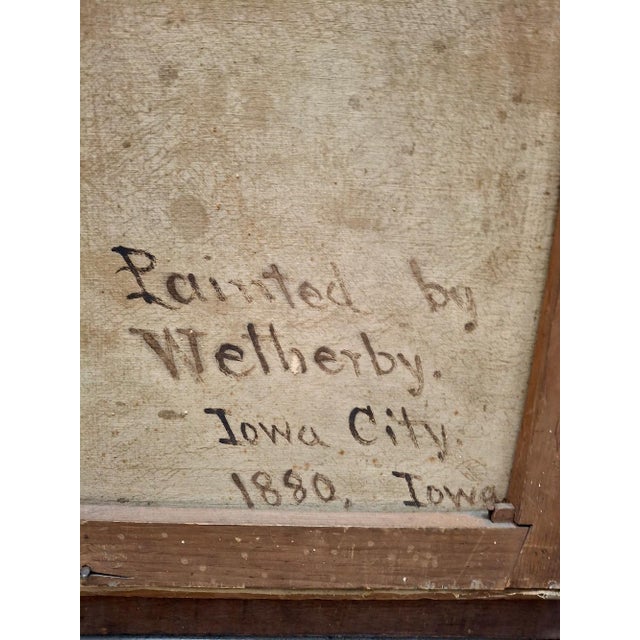 Painted by
Wetherby.
Iowa City.
1880, Iowa